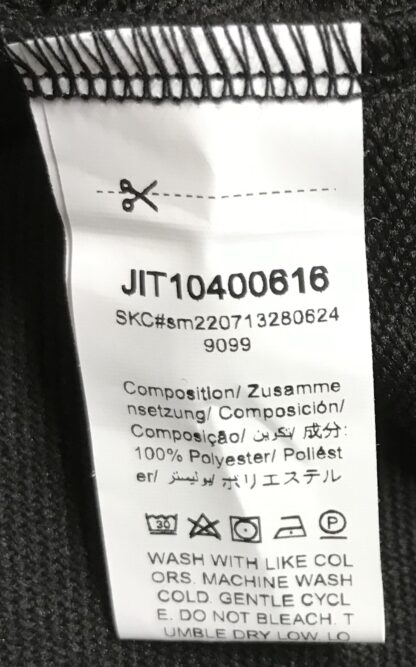 JIT10400616
SKC#sm220713280624
9099
Composition/ Zusamme
nsetzung/ Composición/
Composição/ تكوين/ 成分:
100% Polyester/ Poliést
er/ بوليستر/ ポリエステル
30
P
WASH WITH LIKE COL
ORS. MACHINE WASH
COLD. GENTLE CYCL
E. DO NOT BLEACH. T
UMBLE DRY LOW. LO